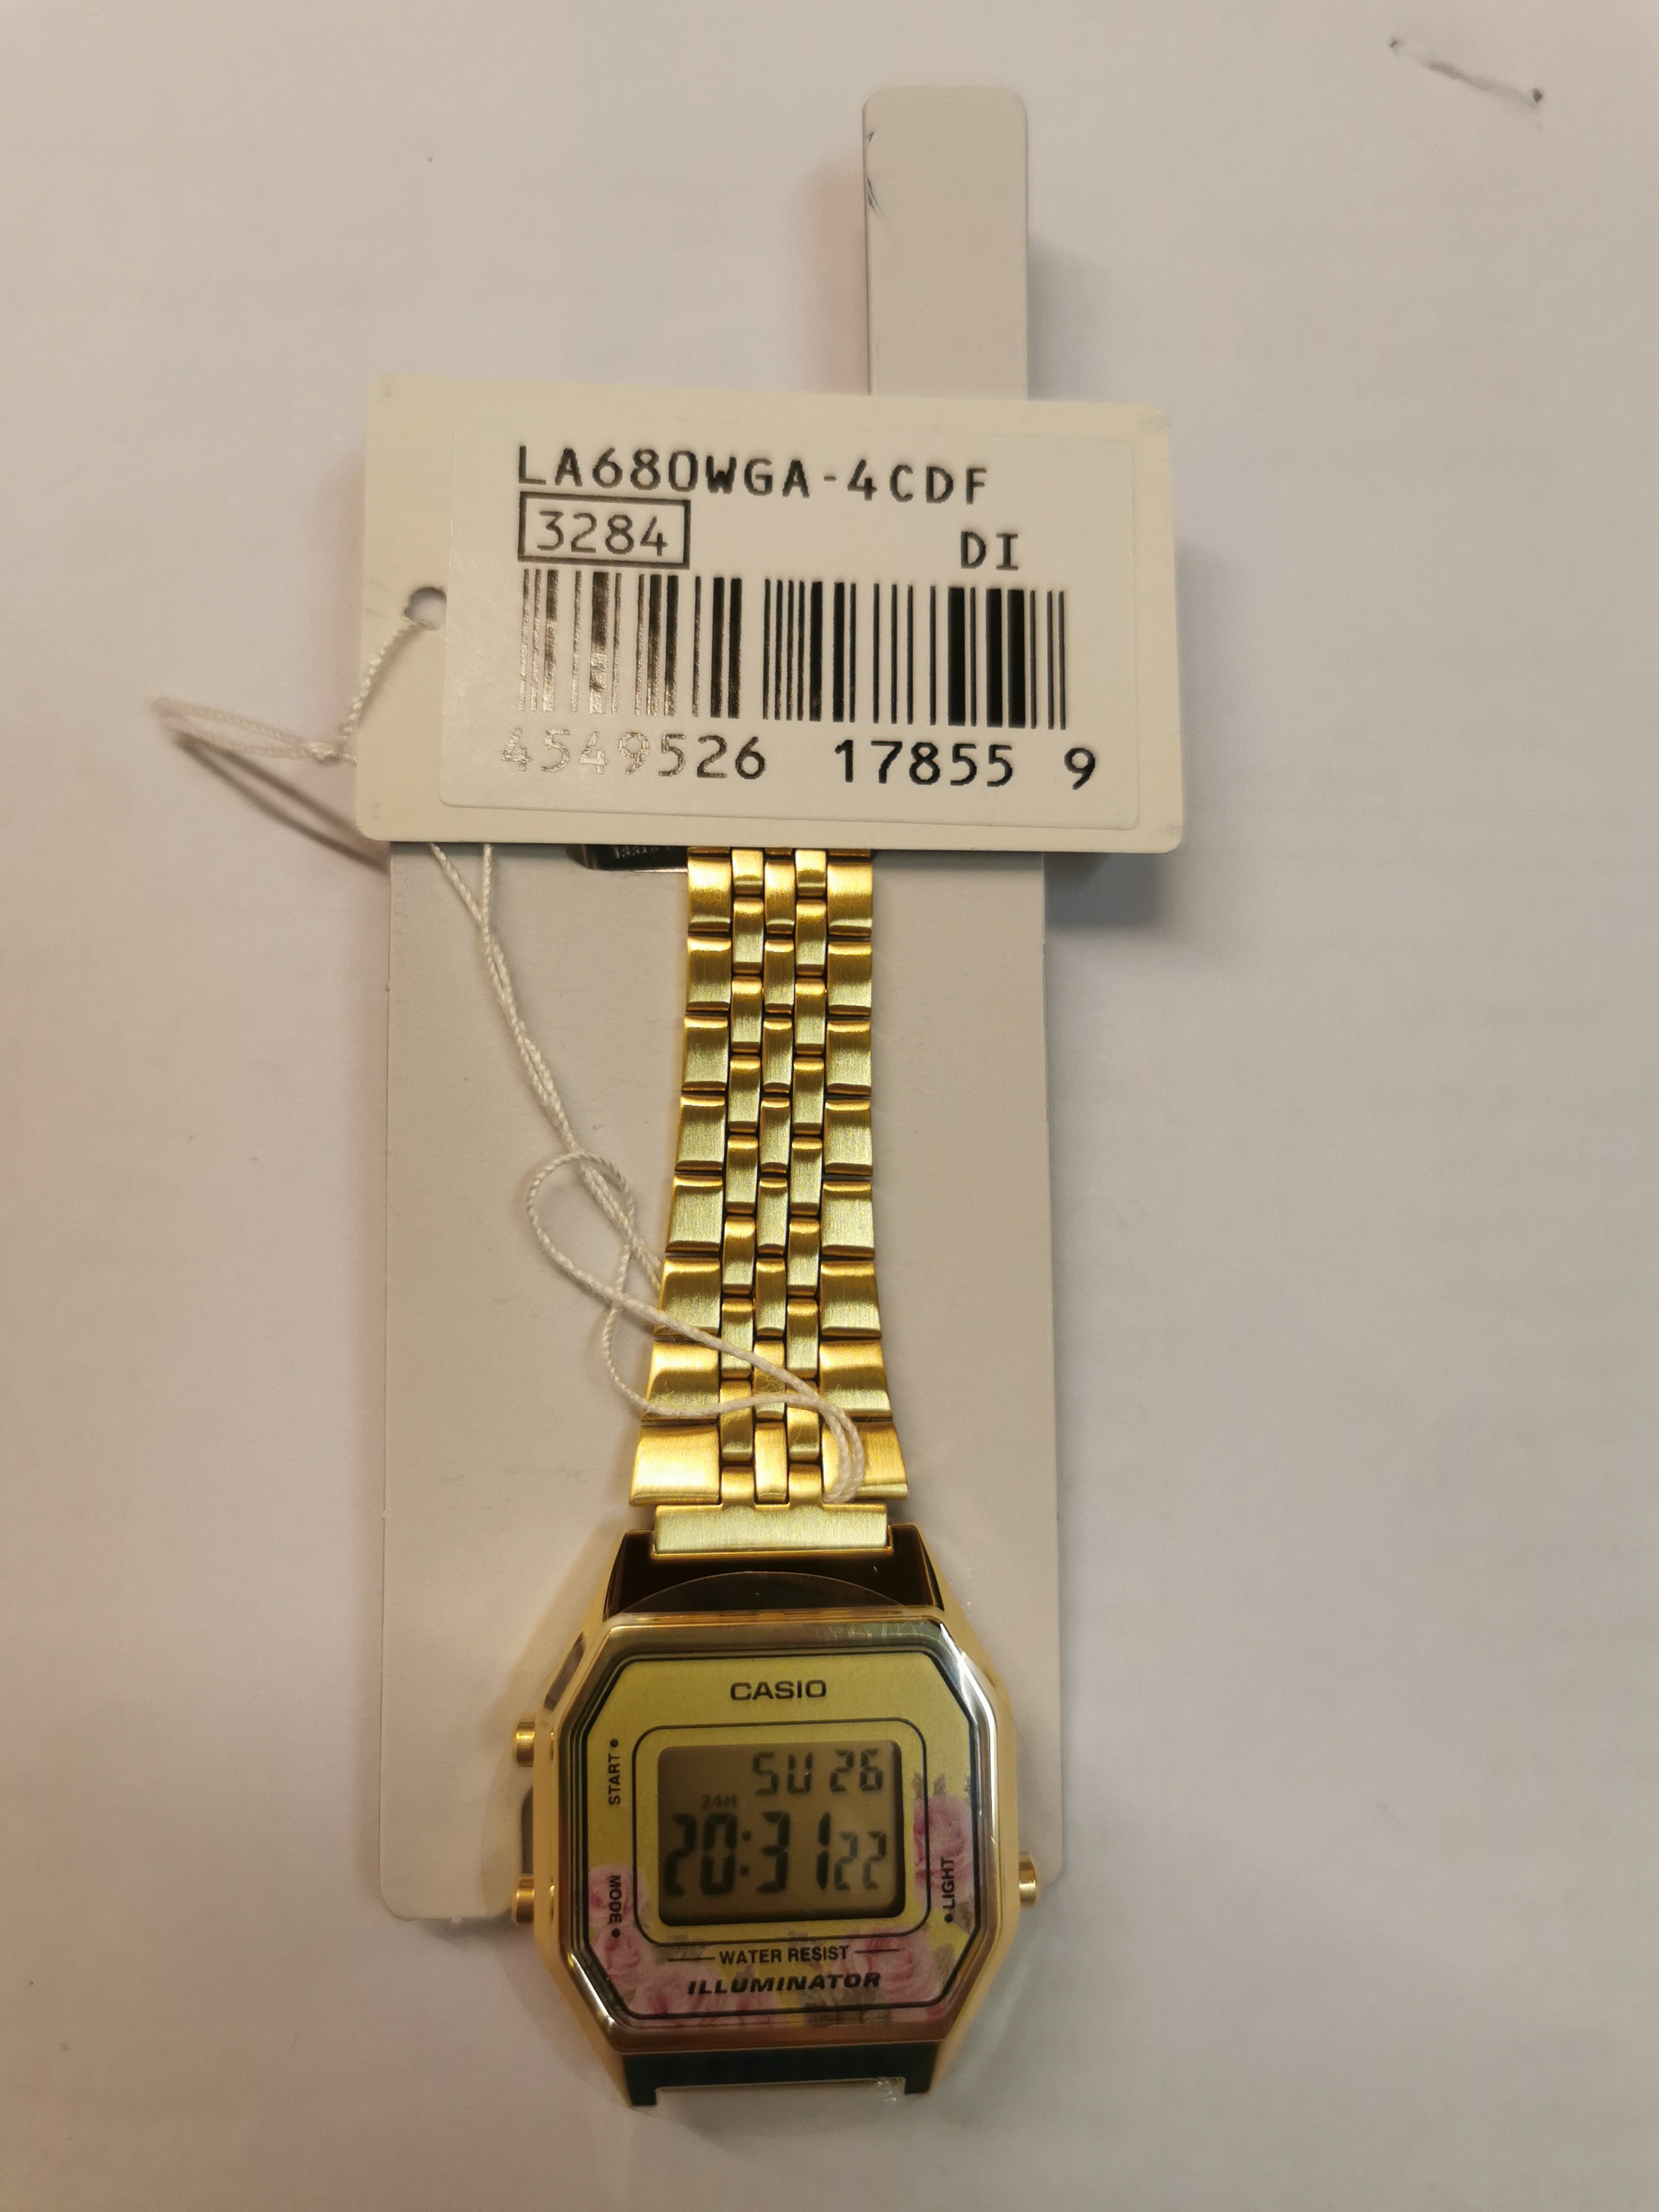 LA680WGA-4CDF
3284 DI
4549526 17855 9
CASIO
START
SU 26
24H
20:31 22
MODE
LIGHT
WATER RESIST
ILLUMINATOR